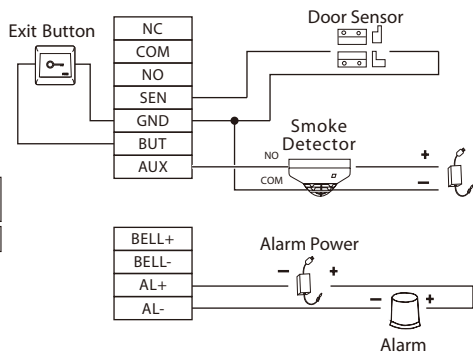 Door Sensor
Exit Button
NC
COM
NO
SEN
GND
BUT
AUX
Smoke
Detector
NO
COM
+
−
BELL+
BELL-
AL+
AL-
Alarm Power
− +
− +
Alarm